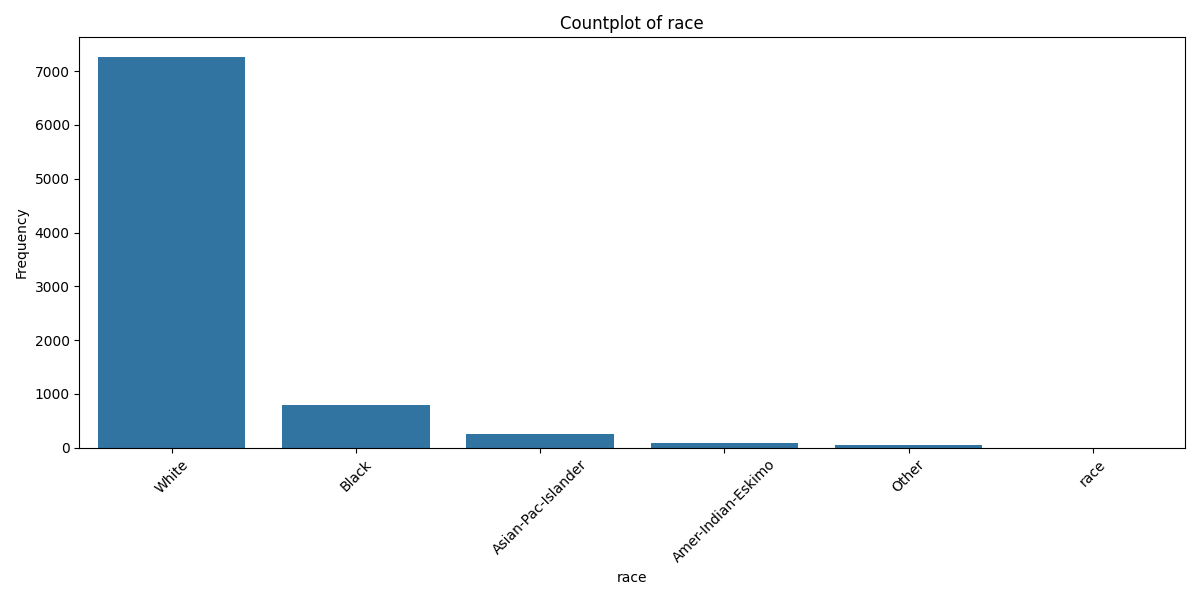 Countplot of race
Frequency
7000
6000
5000
4000
3000
2000
1000
0
White
Black
Asian-Pac-Islander
Amer-Indian-Eskimo
Other
race
race